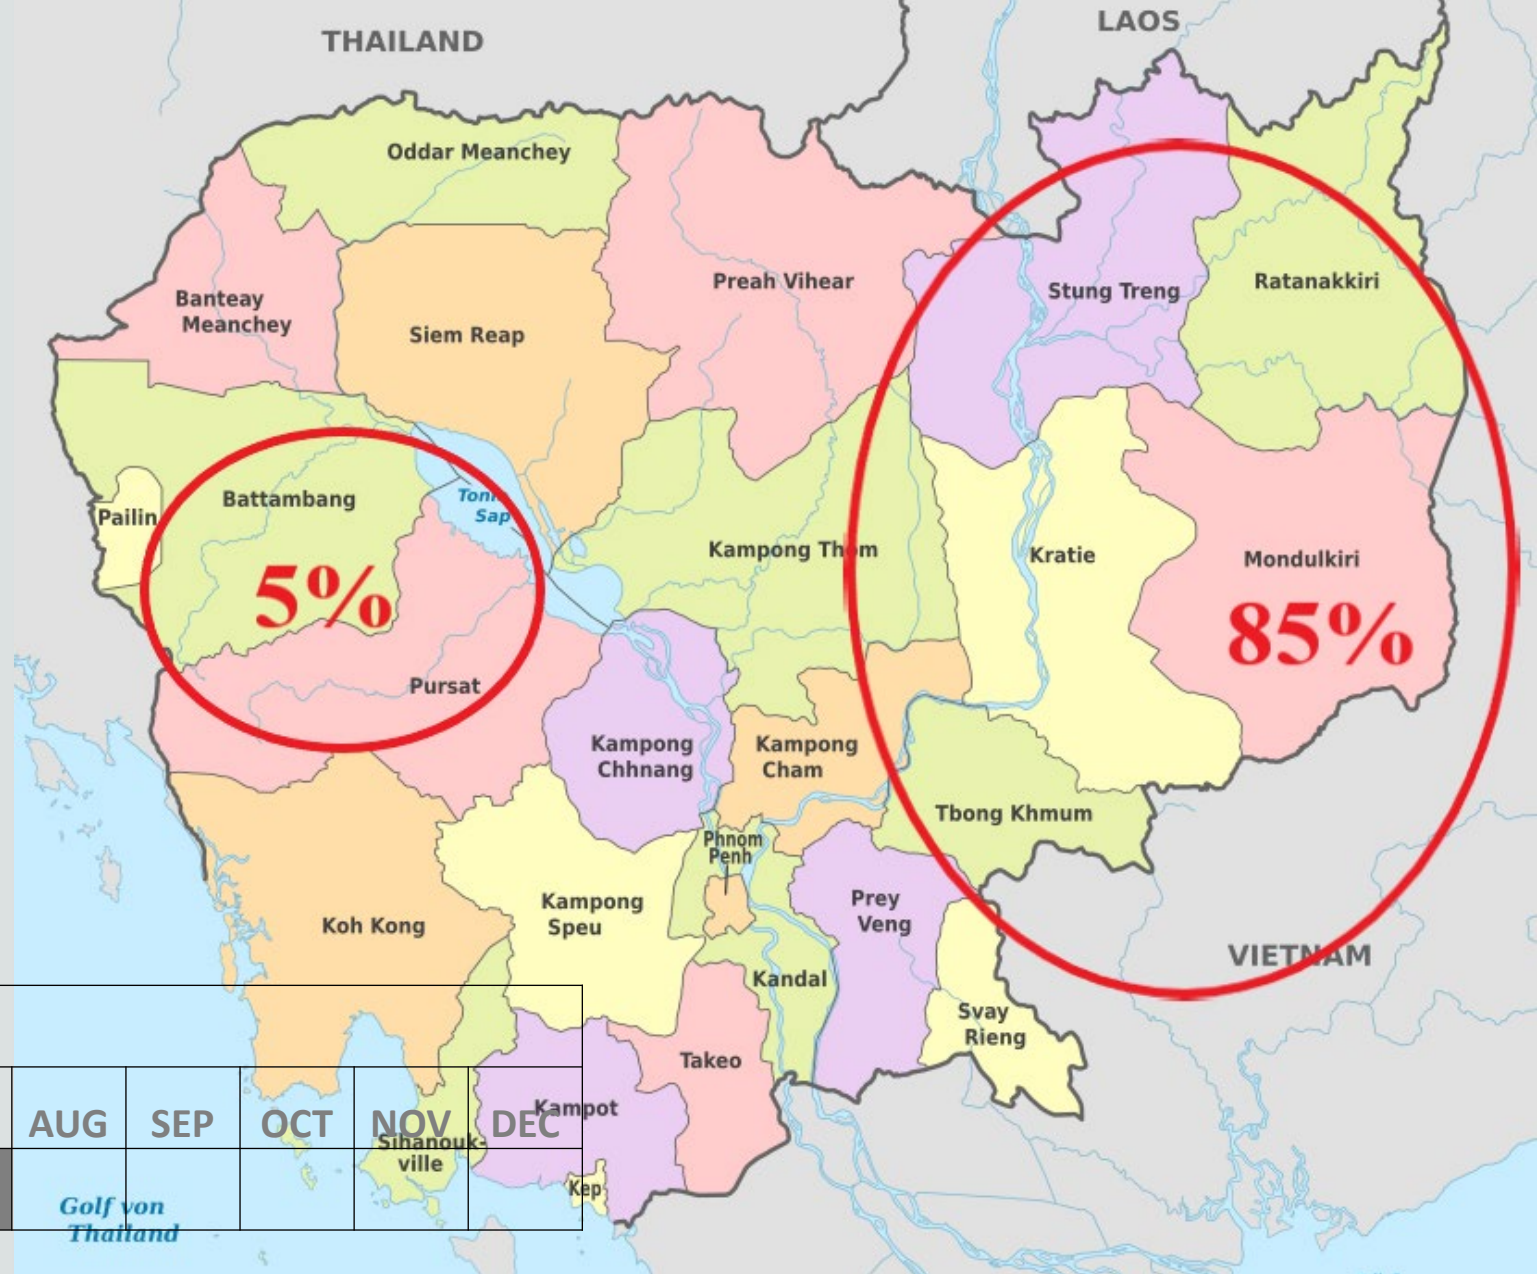 THAILAND
LAOS
Oddar Meanchey
Banteay
Meanchey
Siem Reap
Preah Vihear
Stung Treng
Ratanakkiri
Battambang
Pailin
Tonle
Sap
5%
Pursat
Kampong Thom
Kratie
Mondulkiri
85%
Kampong
Chhnang
Kampong
Cham
Tbong Khmum
Phnom
Penh
Koh Kong
Kampong
Speu
Prey
Veng
Kandal
Svay
Rieng
VIETNAM
Takeo
Kampot
AUG SEP OCT NOV DEC
Sihanouk-
ville
Kep
Golf von
Thailand